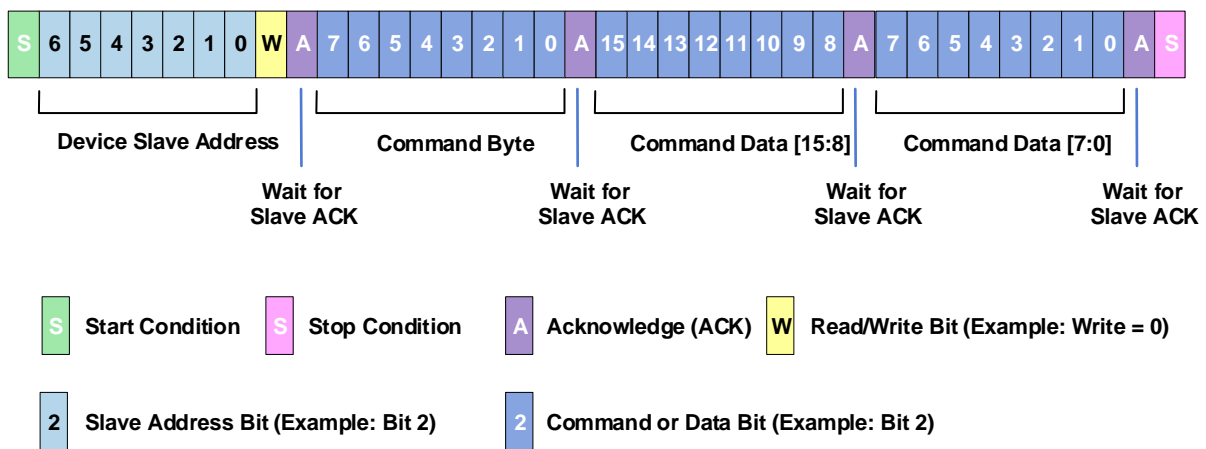 S 6 5 4 3 2 1 0 W A 7 6 5 4 3 2 1 0 A 15 14 13 12 11 10 9 8 A 7 6 5 4 3 2 1 0 A S
Device Slave Address Command Byte Command Data [15:8] Command Data [7:0]
Wait for Wait for Wait for Wait for
Slave ACK Slave ACK Slave ACK Slave ACK
S Start Condition S Stop Condition A Acknowledge (ACK) W Read/Write Bit (Example: Write = 0)
2 Slave Address Bit (Example: Bit 2) 2 Command or Data Bit (Example: Bit 2)